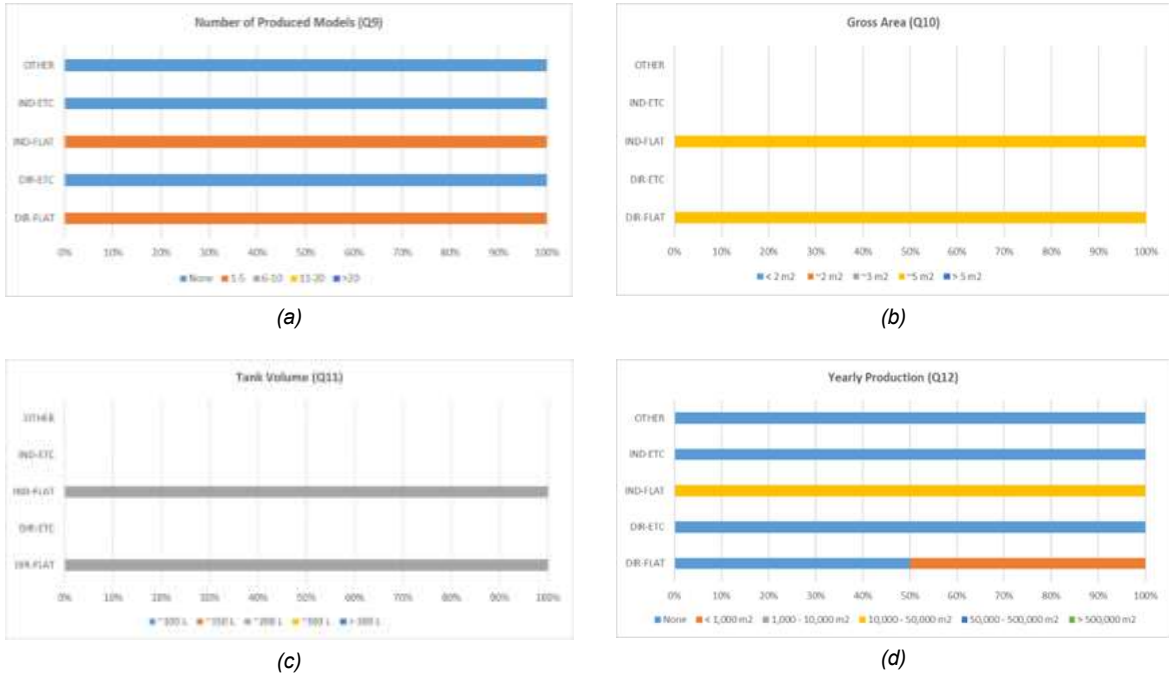 Number of Produced Models (Q9)
OTHER
IND-ETC
IND-FLAT
DIR-ETC
DIR-FLAT
0% 10% 20% 30% 40% 50% 60% 70% 80% 90% 100%
None 1-5 6-10 11-20 >20
(a)
Gross Area (Q10)
OTHER
IND-ETC
IND-FLAT
DIR-ETC
DIR-FLAT
0% 10% 20% 30% 40% 50% 60% 70% 80% 90% 100%
< 2 m2 ~2 m2 ~3 m2 ~5 m2 > 5 m2
(b)
Tank Volume (Q11)
OTHER
IND-ETC
IND-FLAT
DIR-ETC
DIR-FLAT
0% 10% 20% 30% 40% 50% 60% 70% 80% 90% 100%
~100 L ~150 L ~200 L ~300 L > 300 L
(c)
Yearly Production (Q12)
OTHER
IND-ETC
IND-FLAT
DIR-ETC
DIR-FLAT
0% 10% 20% 30% 40% 50% 60% 70% 80% 90% 100%
None < 1,000 m2 1,000 - 10,000 m2 10,000 - 50,000 m2 50,000 - 500,000 m2 > 500,000 m2
(d)